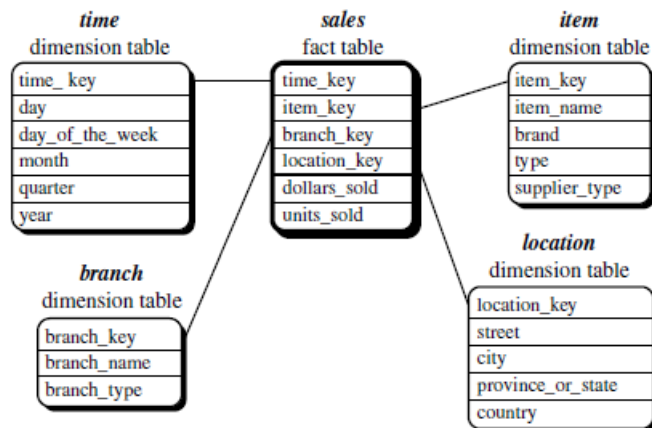 time
dimension table
time_ key
day
day_of_the_week
month
quarter
year
sales
fact table
time_key
item_key
branch_key
location_key
dollars_sold
units_sold
item
dimension table
item_key
item_name
brand
type
supplier_type
branch
dimension table
branch_key
branch_name
branch_type
location
dimension table
location_key
street
city
province_or_state
country